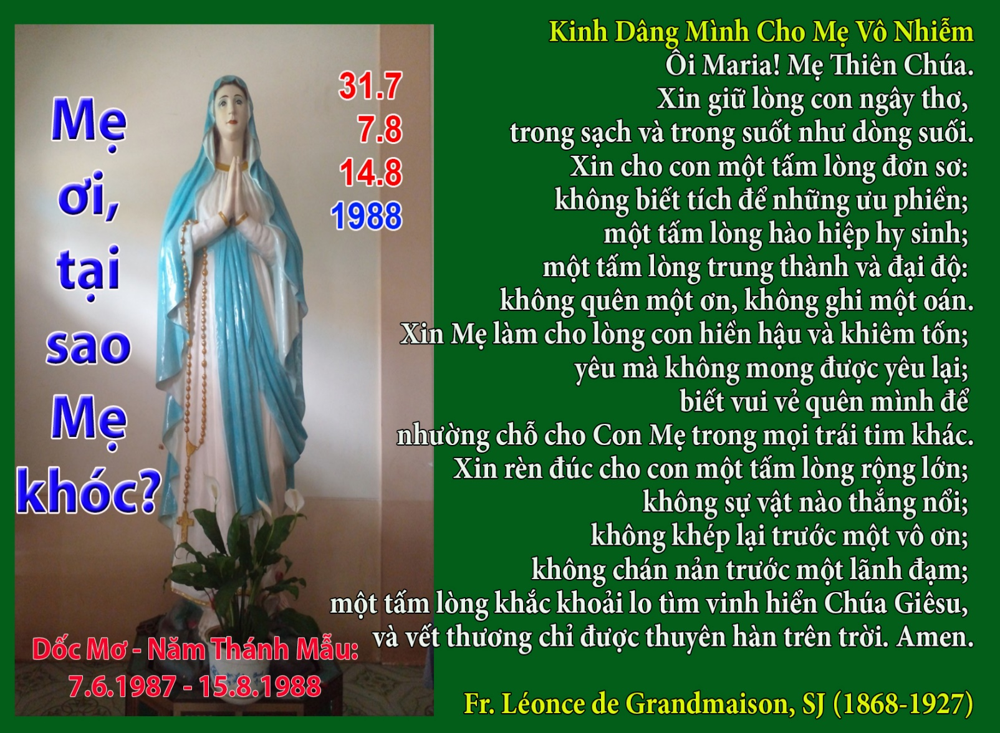 Mẹ
ơi,
tại
sao
Mẹ
khóc?
31.7
7.8
14.8
1988
Dốc Mơ - Năm Thánh Mẫu:
7.6.1987 - 15.8.1988
Kinh Dâng Mình Cho Mẹ Vô Nhiễm
Ôi Maria! Mẹ Thiên Chúa.
Xin giữ lòng con ngây thơ,
trong sạch và trong suốt như dòng suối.
Xin cho con một tấm lòng đơn sơ:
không biết tích để những ưu phiền;
một tấm lòng hào hiệp hy sinh;
một tấm lòng trung thành và đại độ:
không quên một ơn, không ghi một oán.
Xin Mẹ làm cho lòng con hiền hậu và khiêm tốn;
yêu mà không mong được yêu lại;
biết vui vẻ quên mình để
nhường chỗ cho Con Mẹ trong mọi trái tim khác.
Xin rèn đúc cho con một tấm lòng rộng lớn;
không sự vật nào thắng nổi;
không khép lại trước một vô ơn;
không chán nản trước một lãnh đạm;
một tấm lòng khắc khoải lo tìm vinh hiển Chúa Giêsu,
và vết thương chỉ được thuyên hàn trên trời. Amen.
Fr. Léonce de Grandmaison, SJ (1868-1927)